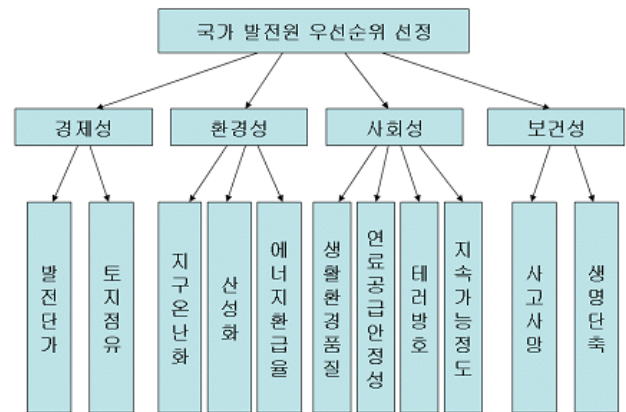 국가 발전원 우선순위 선정
경제성
환경성
사회성
보건성
발전단가
토지점유
지구온난화
산성화
에너지환급율
생활환경품질
연료공급안정성
테러방호
지속가능정도
사고사망
생명단축